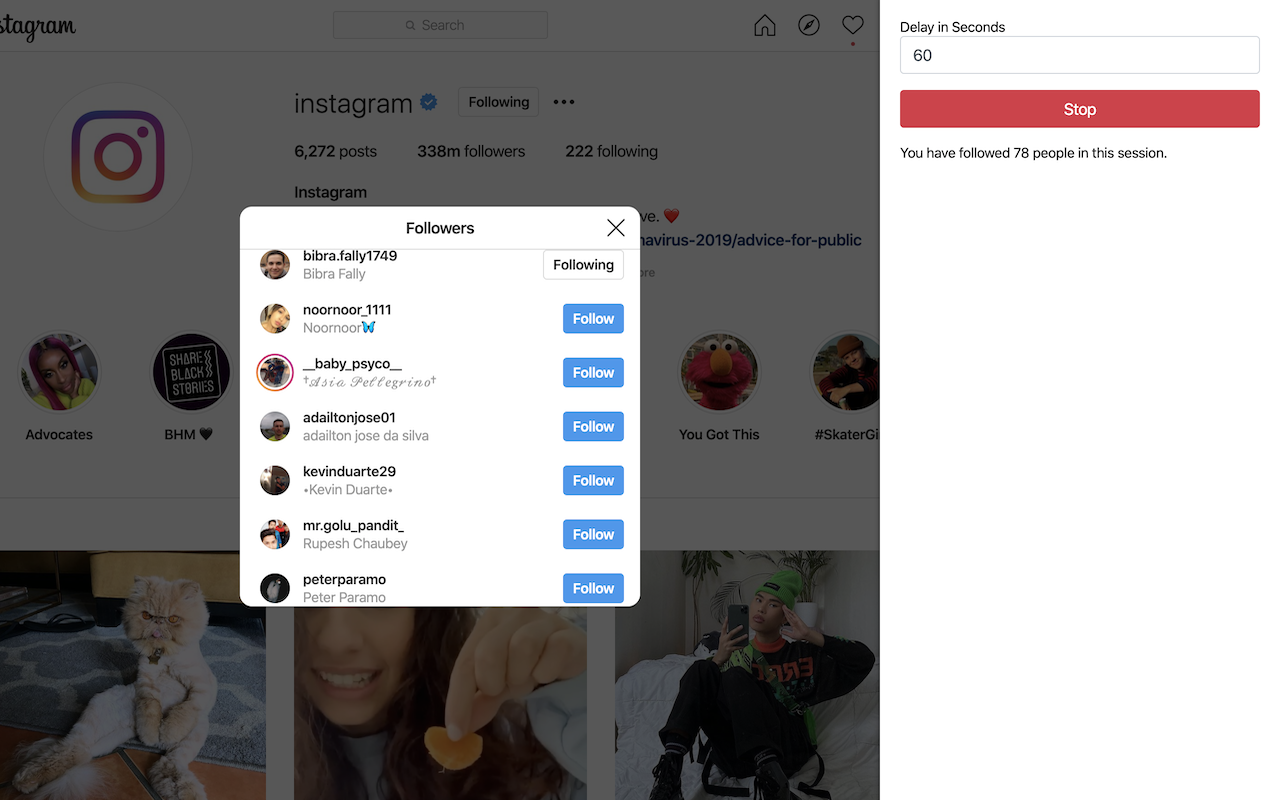 stagram
Search
instagram Following •••
6,272 posts 338m followers 222 following
Instagram
ve. ❤️
navirus-2019/advice-for-public
ore
Advocates
SHARE
BLACK
STORIES
BHM 🖤
You Got This
#SkaterGi
Followers
bibra.fally1749
Bibra Fally
Following
noornoor_1111
Noornoor🦋
Follow
__baby_psyco__
†𝒜𝓈𝒾𝒶 𝒫ℯ𝓁𝓁ℯℊ𝓇𝒾𝓃ℴ†
Follow
adailtonjose01
adailton jose da silva
Follow
kevinduarte29
•Kevin Duarte•
Follow
mr.golu_pandit_
Rupesh Chaubey
Follow
peterparamo
Peter Paramo
Follow
Delay in Seconds
60
Stop
You have followed 78 people in this session.